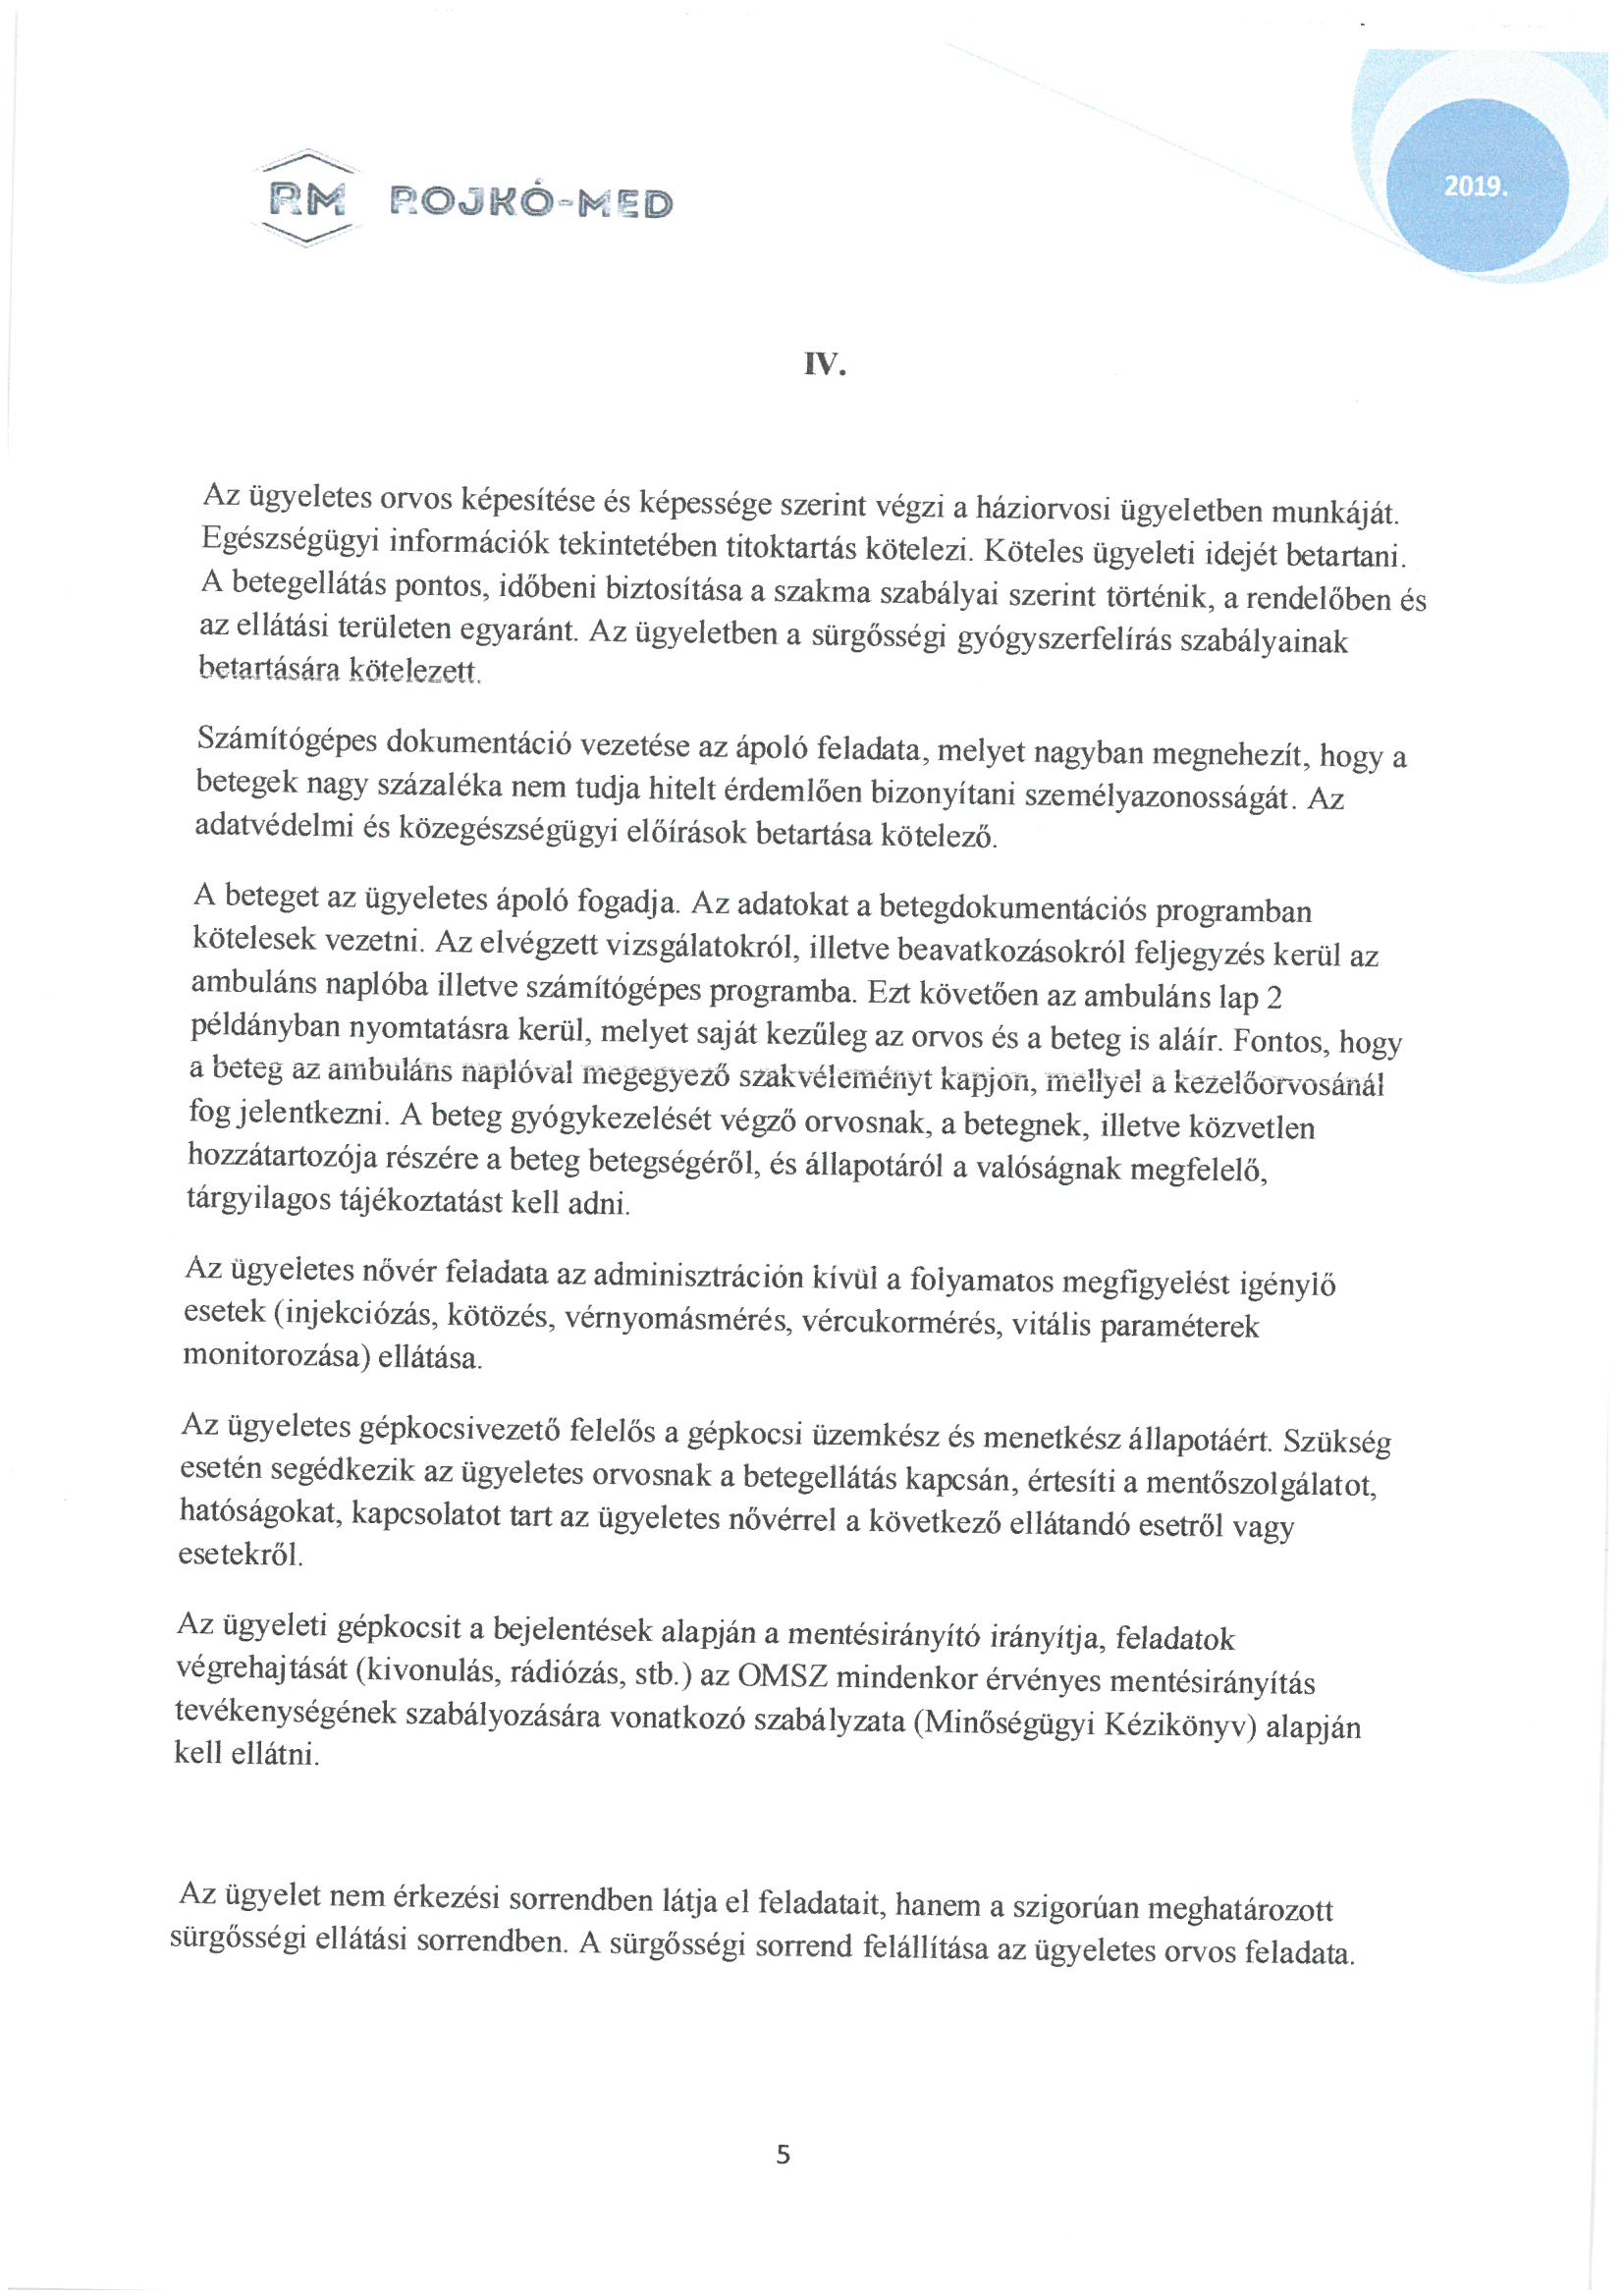 2019.
RM ROJKÓ-MED
IV.
Az ügyeletes orvos képesítése és képessége szerint végzi a háziorvosi ügyeletben munkáját.
Egészségügyi információk tekintetében titoktartás kötelezi. Köteles ügyeleti idejét betartani.
A betegellátás pontos, időbeni biztosítása a szakma szabályai szerint történik, a rendelőben és
az ellátási területen egyaránt. Az ügyeletben a sürgősségi gyógyszerfelírás szabályainak
betartására kötelezett.
Számítógépes dokumentáció vezetése az ápoló feladata, melyet nagyban megnehezít, hogy a
betegek nagy százaléka nem tudja hitelt érdemlően bizonyítani személyazonosságát. Az
adatvédelmi és közegészségügyi előírások betartása kötelező.
A beteget az ügyeletes ápoló fogadja. Az adatokat a betegdokumentációs programban
kötelesek vezetni. Az elvégzett vizsgálatokról, illetve beavatkozásokról feljegyzés kerül az
ambuláns naplóba illetve számítógépes programba. Ezt követően az ambuláns lap 2
példányban nyomtatásra kerül, melyet saját kezűleg az orvos és a beteg is aláír. Fontos, hogy
a beteg az ambuláns naplóval megegyező szakvéleményt kapjon, mellyel a kezelőorvosánál
fog jelentkezni. A beteg gyógykezelését végző orvosnak, a betegnek, illetve közvetlen
hozzátartozója részére a beteg betegségéről, és állapotáról a valóságnak megfelelő,
tárgyilagos tájékoztatást kell adni.
Az ügyeletes nővér feladata az adminisztráción kívül a folyamatos megfigyelést igénylő
esetek (injekciózás, kötözés, vérnyomásmérés, vércukormérés, vitális paraméterek
monitorozása) ellátása.
Az ügyeletes gépkocsivezető felelős a gépkocsi üzemkész és menetkész állapotáért. Szükség
esetén segédkezik az ügyeletes orvosnak a betegellátás kapcsán, értesíti a mentőszolgálatot,
hatóságokat, kapcsolatot tart az ügyeletes nővérrel a következő ellátandó esetről vagy
esetekről.
Az ügyeleti gépkocsit a bejelentések alapján a mentésirányító irányítja, feladatok
végrehajtását (kivonulás, rádiózás, stb.) az OMSZ mindenkor érvényes mentésirányítás
tevékenységének szabályozására vonatkozó szabályzata (Minőségügyi Kézikönyv) alapján
kell ellátni.
Az ügyelet nem érkezési sorrendben látja el feladatait, hanem a szigorúan meghatározott
sürgősségi ellátási sorrendben. A sürgősségi sorrend felállítása az ügyeletes orvos feladata.
5